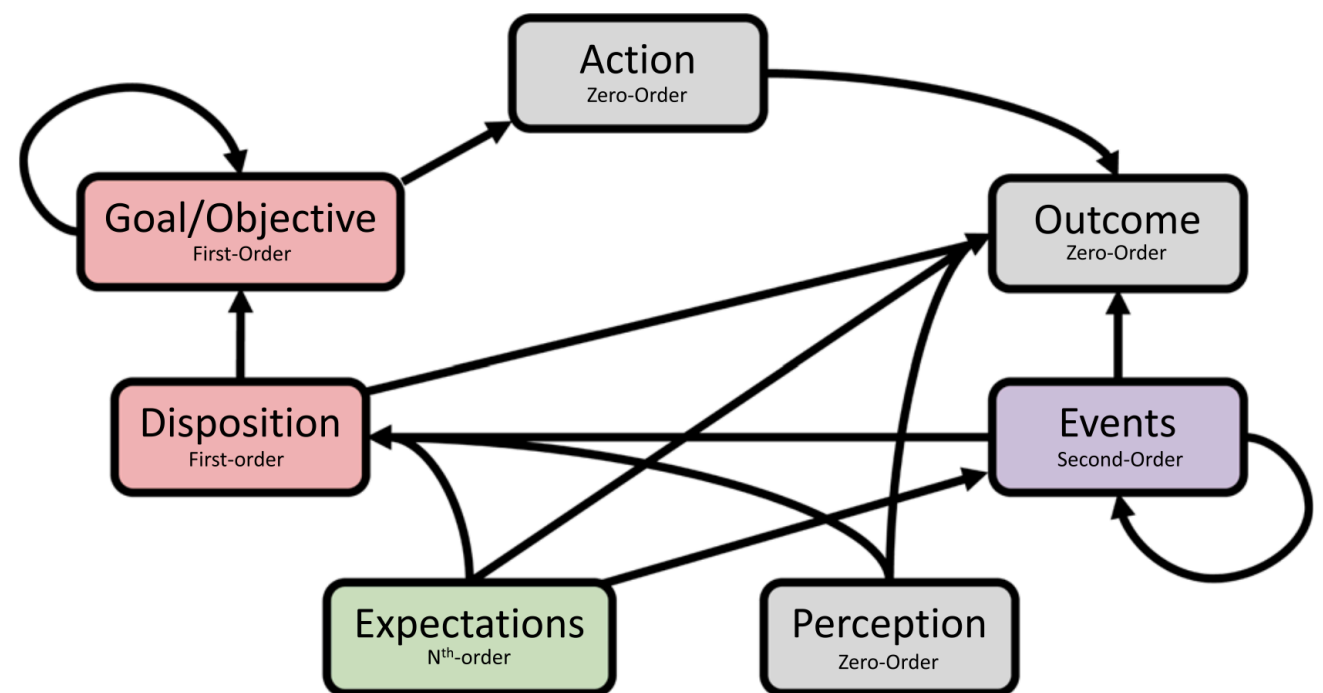 Action
Zero-Order
Goal/Objective
First-Order
Outcome
Zero-Order
Disposition
First-order
Events
Second-Order
Expectations
Nth-order
Perception
Zero-Order